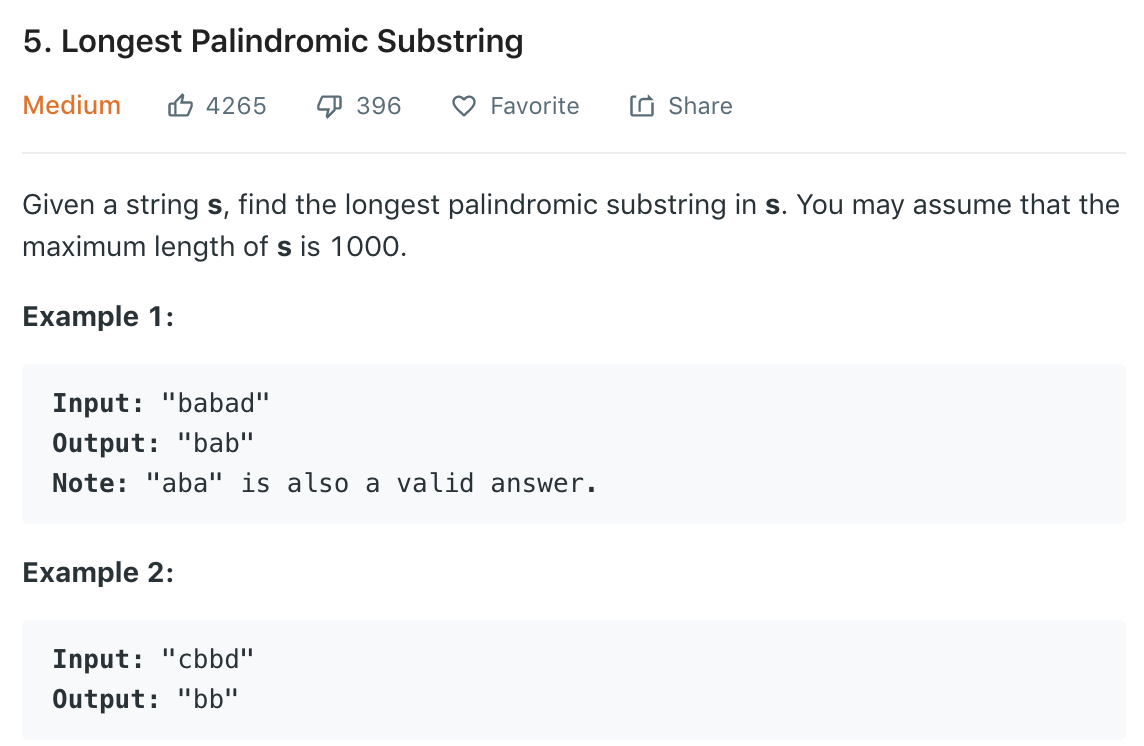 5. Longest Palindromic Substring
Medium 4265 396 Favorite Share
Given a string s, find the longest palindromic substring in s. You may assume that the
maximum length of s is 1000.
Example 1:
Input: "babad"
Output: "bab"
Note: "aba" is also a valid answer.
Example 2:
Input: "cbbd"
Output: "bb"